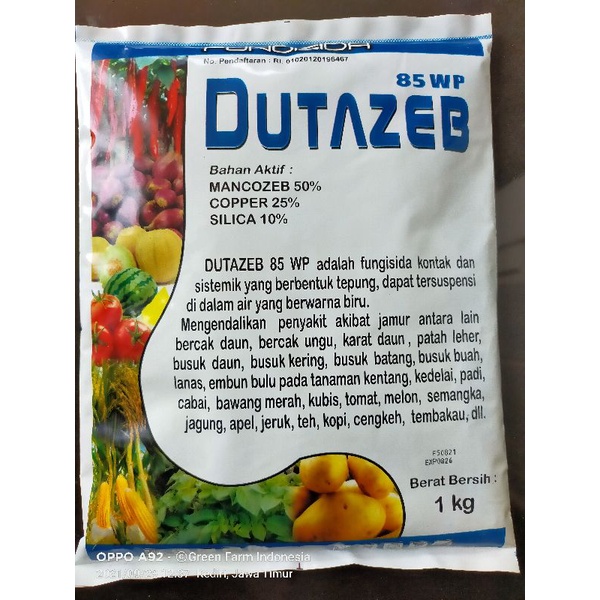 No. Pendaftaran : RI. 01020120196467
85 WP
DUTAZEB
Bahan Aktif :
MANCOZEB 50%
COPPER 25%
SILICA 10%
DUTAZEB 85 WP adalah fungisida kontak dan
sistemik yang berbentuk tepung, dapat tersuspensi
di dalam air yang berwarna biru.
Mengendalikan penyakit akibat jamur antara lain
bercak daun, bercak ungu, karat daun , patah leher,
busuk daun, busuk kering, busuk batang, busuk buah,
lanas, embun bulu pada tanaman kentang, kedelai, padi,
cabai, bawang merah, kubis, tomat, melon, semangka,
jagung, apel, jeruk, teh, kopi, cengkeh, tembakau, dll.
EXP0826
Berat Bersih :
1 kg
OPPO A92 · ©Green Farm Indonesia
Kediri, Jawa Timur